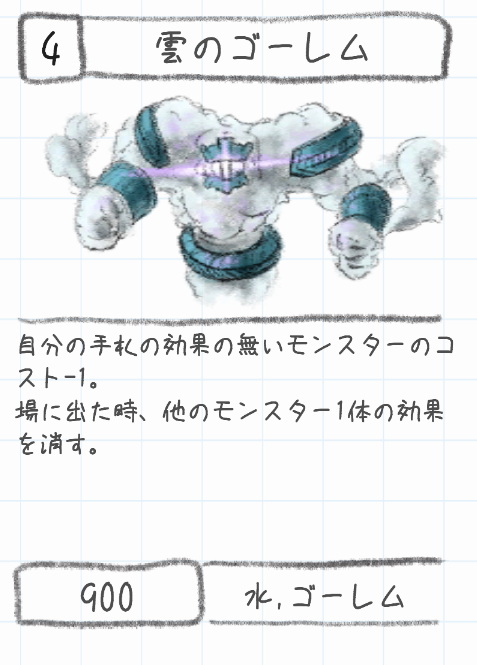 4 雲のゴーレム
自分の手札の効果の無いモンスターのコ
スト-1。
場に出た時、他のモンスター1体の効果
を消す。
900 水,ゴーレム